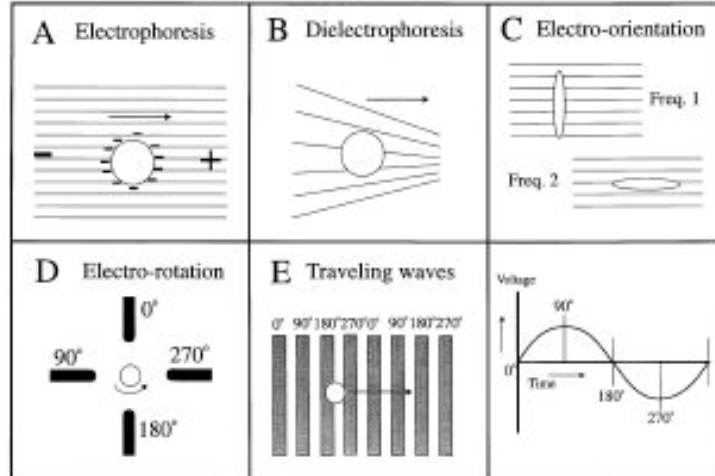 A Electrophoresis
- +
B Dielectrophoresis
C Electro-orientation
Freq. 1
Freq. 2
D Electro-rotation
0°
90° 270°
180°
E Traveling waves
0° 90° 180° 270° 0° 90° 180° 270°
Voltage
90°
0°
Time
180°
270°